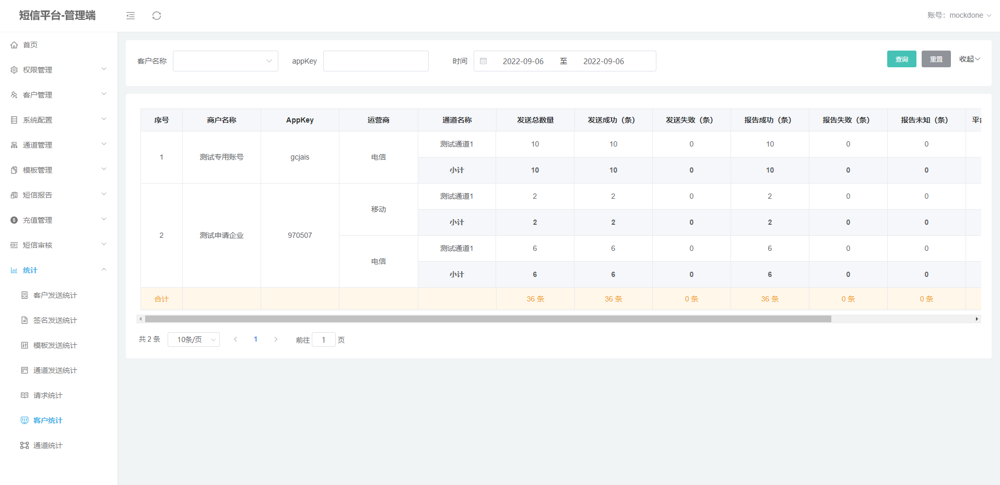 短信平台-管理端
账号：mockdone
首页
权限管理
客户管理
系统配置
通道管理
模板管理
短信报告
充值管理
短信审核
统计
客户发送统计
签名发送统计
模板发送统计
通道发送统计
请求统计
客户统计
通道统计
客户名称 appKey 时间 2022-09-06 至 2022-09-06 查询 重置 收起
序号 商户名称 AppKey 运营商 通道名称 发送总数量 发送成功（条） 发送失败（条） 报告成功（条） 报告失败（条） 报告未知（条） 平
1 测试专用账号 gcjais 电信 测试通道1 10 10 0 10 0 0
小计 10 10 0 10 0 0
2 测试申请企业 970507 移动 测试通道1 2 2 0 2 0 0
小计 2 2 0 2 0 0
电信 测试通道1 6 6 0 6 0 0
小计 6 6 0 6 0 0
合计 36 条 36 条 0 条 36 条 0 条 0 条
共 2 条 10条/页 1 前往 1 页